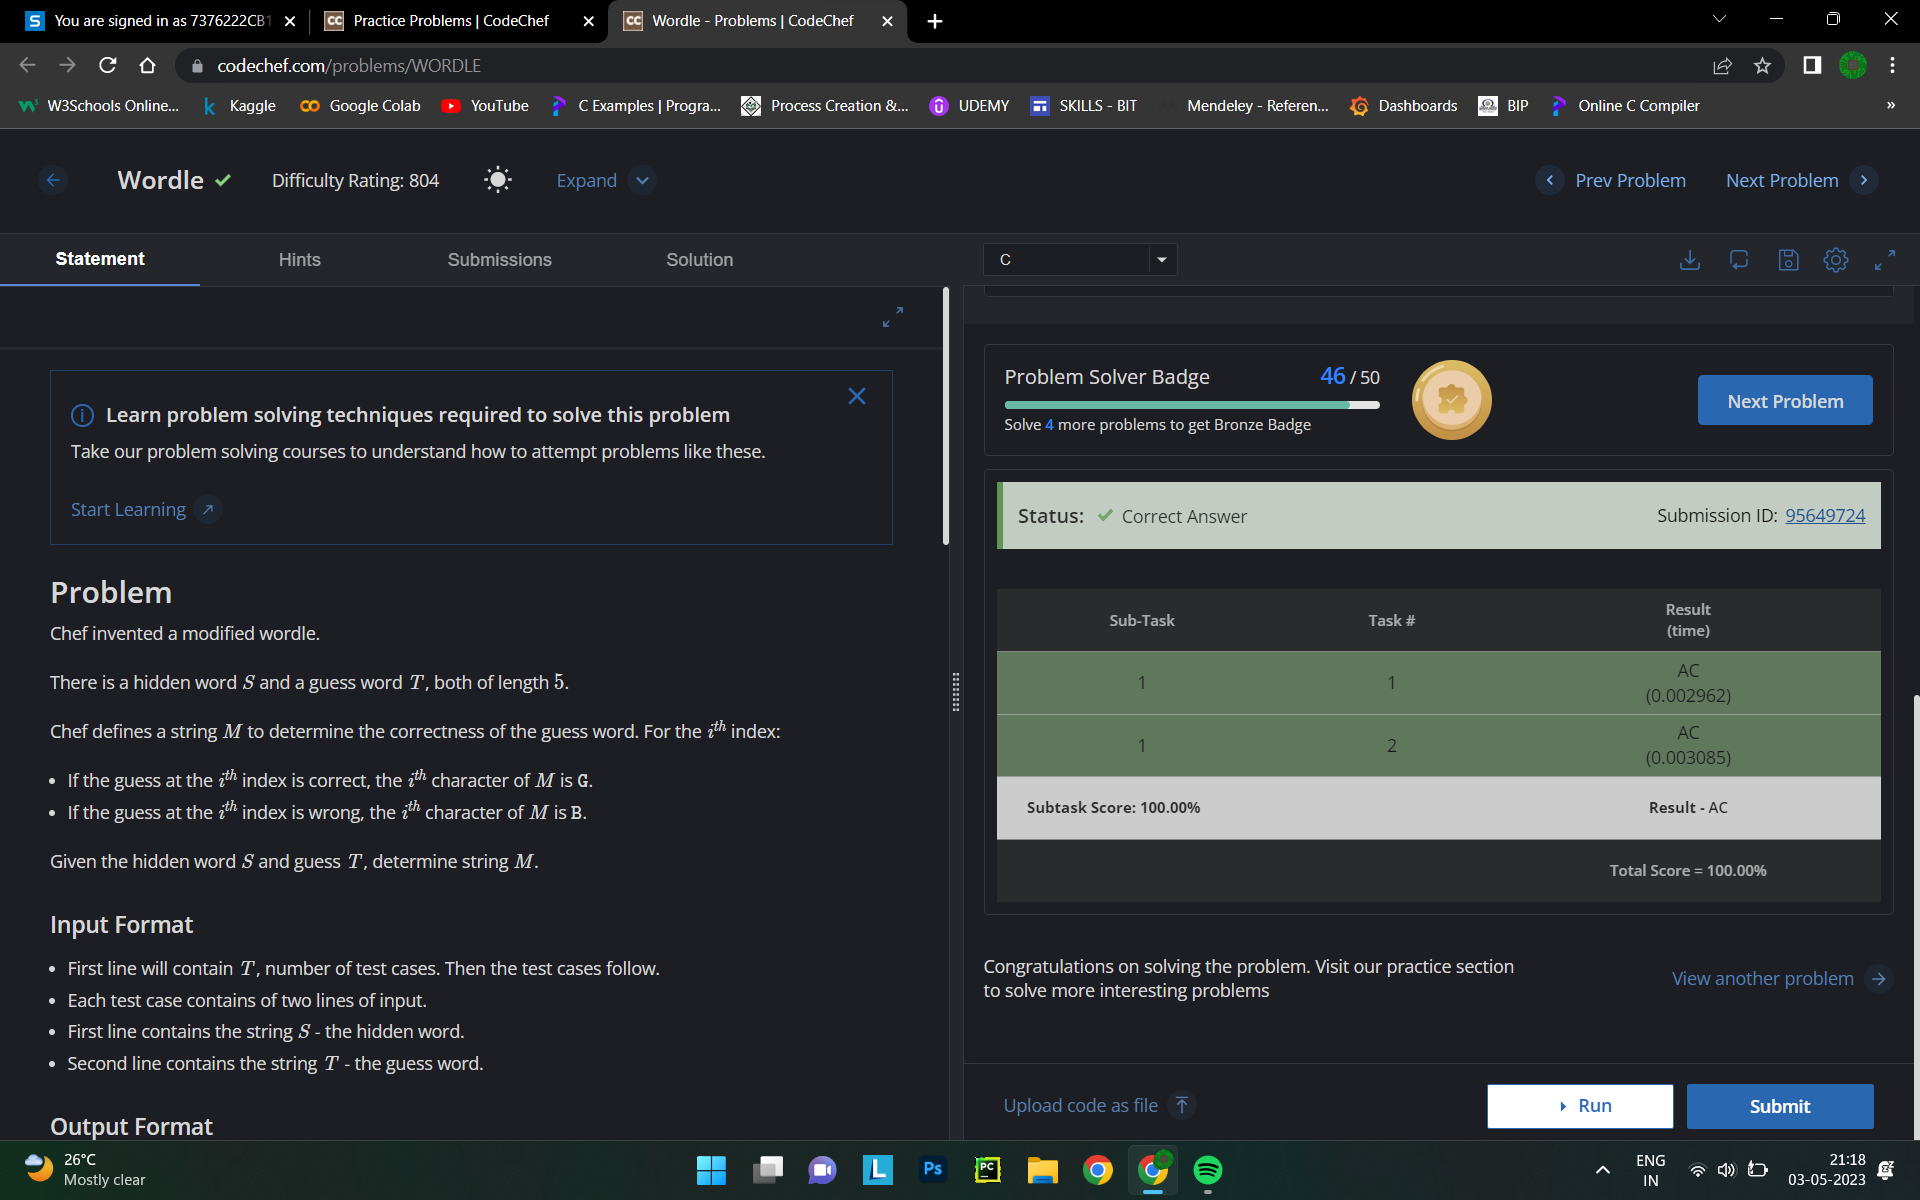 You are signed in as 7376222CB1
Practice Problems | CodeChef
Wordle - Problems | CodeChef
codechef.com/problems/WORDLE
W3Schools Online...
Kaggle
Google Colab
YouTube
C Examples | Progra...
Process Creation &...
UDEMY
SKILLS - BIT
Mendeley - Referen...
Dashboards
BIP
Online C Compiler
»
Wordle
Difficulty Rating: 804
Expand
Prev Problem
Next Problem
Statement
Hints
Submissions
Solution
C
Learn problem solving techniques required to solve this problem
Take our problem solving courses to understand how to attempt problems like these.
Start Learning
Problem
Chef invented a modified wordle.
There is a hidden word S and a guess word T, both of length 5.
Chef defines a string M to determine the correctness of the guess word. For the i^th index:
• If the guess at the i^th index is correct, the i^th character of M is G.
• If the guess at the i^th index is wrong, the i^th character of M is B.
Given the hidden word S and guess T, determine string M.
Input Format
• First line will contain T, number of test cases. Then the test cases follow.
• Each test case contains of two lines of input.
• First line contains the string S - the hidden word.
• Second line contains the string T - the guess word.
Output Format
Problem Solver Badge
46 / 50
Solve 4 more problems to get Bronze Badge
Next Problem
Status: Correct Answer
Submission ID: 95649724
Sub-Task Task # Result
(time)
1 1 AC
(0.002962)
1 2 AC
(0.003085)
Subtask Score: 100.00% Result - AC
Total Score = 100.00%
Congratulations on solving the problem. Visit our practice section
to solve more interesting problems
View another problem
Upload code as file
Run
Submit
26°C
Mostly clear
L
Ps
PC
ENG
IN
21:18
03-05-2023